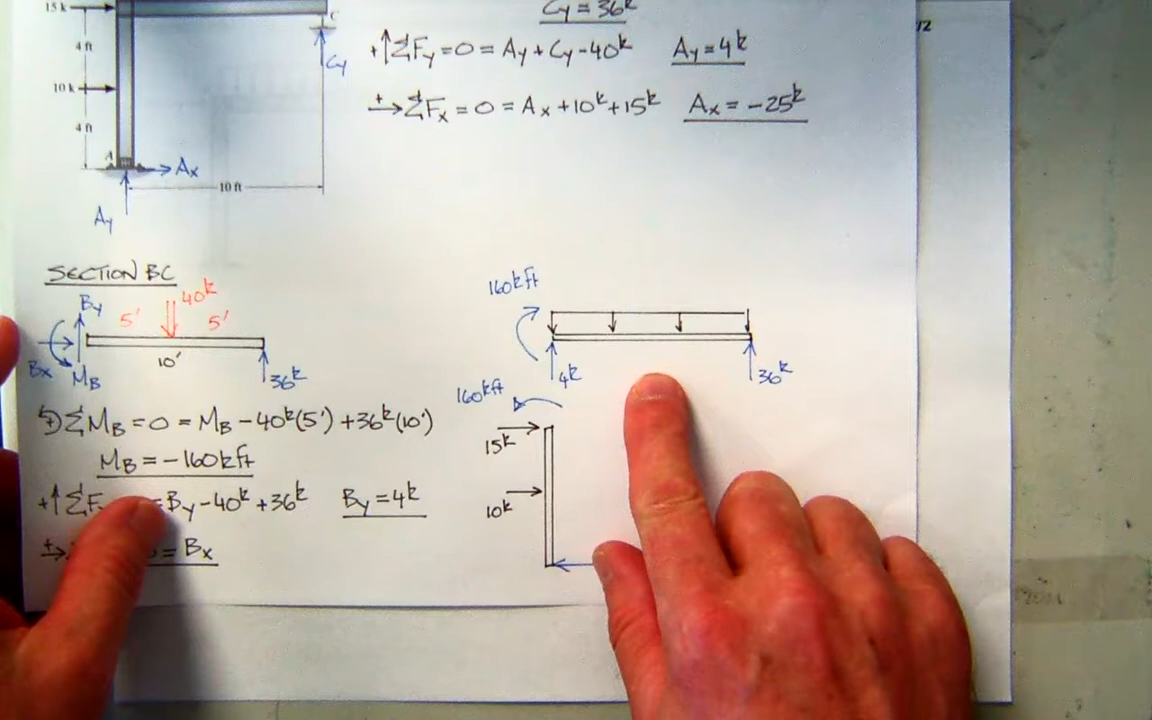 15 k
C
Cy = 36k
4 ft
Cy
+↑ΣFy = 0 = Ay + Cy - 40k Ay = 4k
10 k
+→ΣFx = 0 = Ax + 10k + 15k Ax = -25k
4 ft
A
Ax
10 ft
Ay
SECTION BC
By
40k
5' 5'
Bx
MB
10'
36k
160kft
4k
36k
+ΣMB = 0 = MB - 40k(5') + 36k(10')
160kft
MB = -160kft
15k
+↑ΣF = By - 40k + 36k By = 4k
10k
+→ = Bx